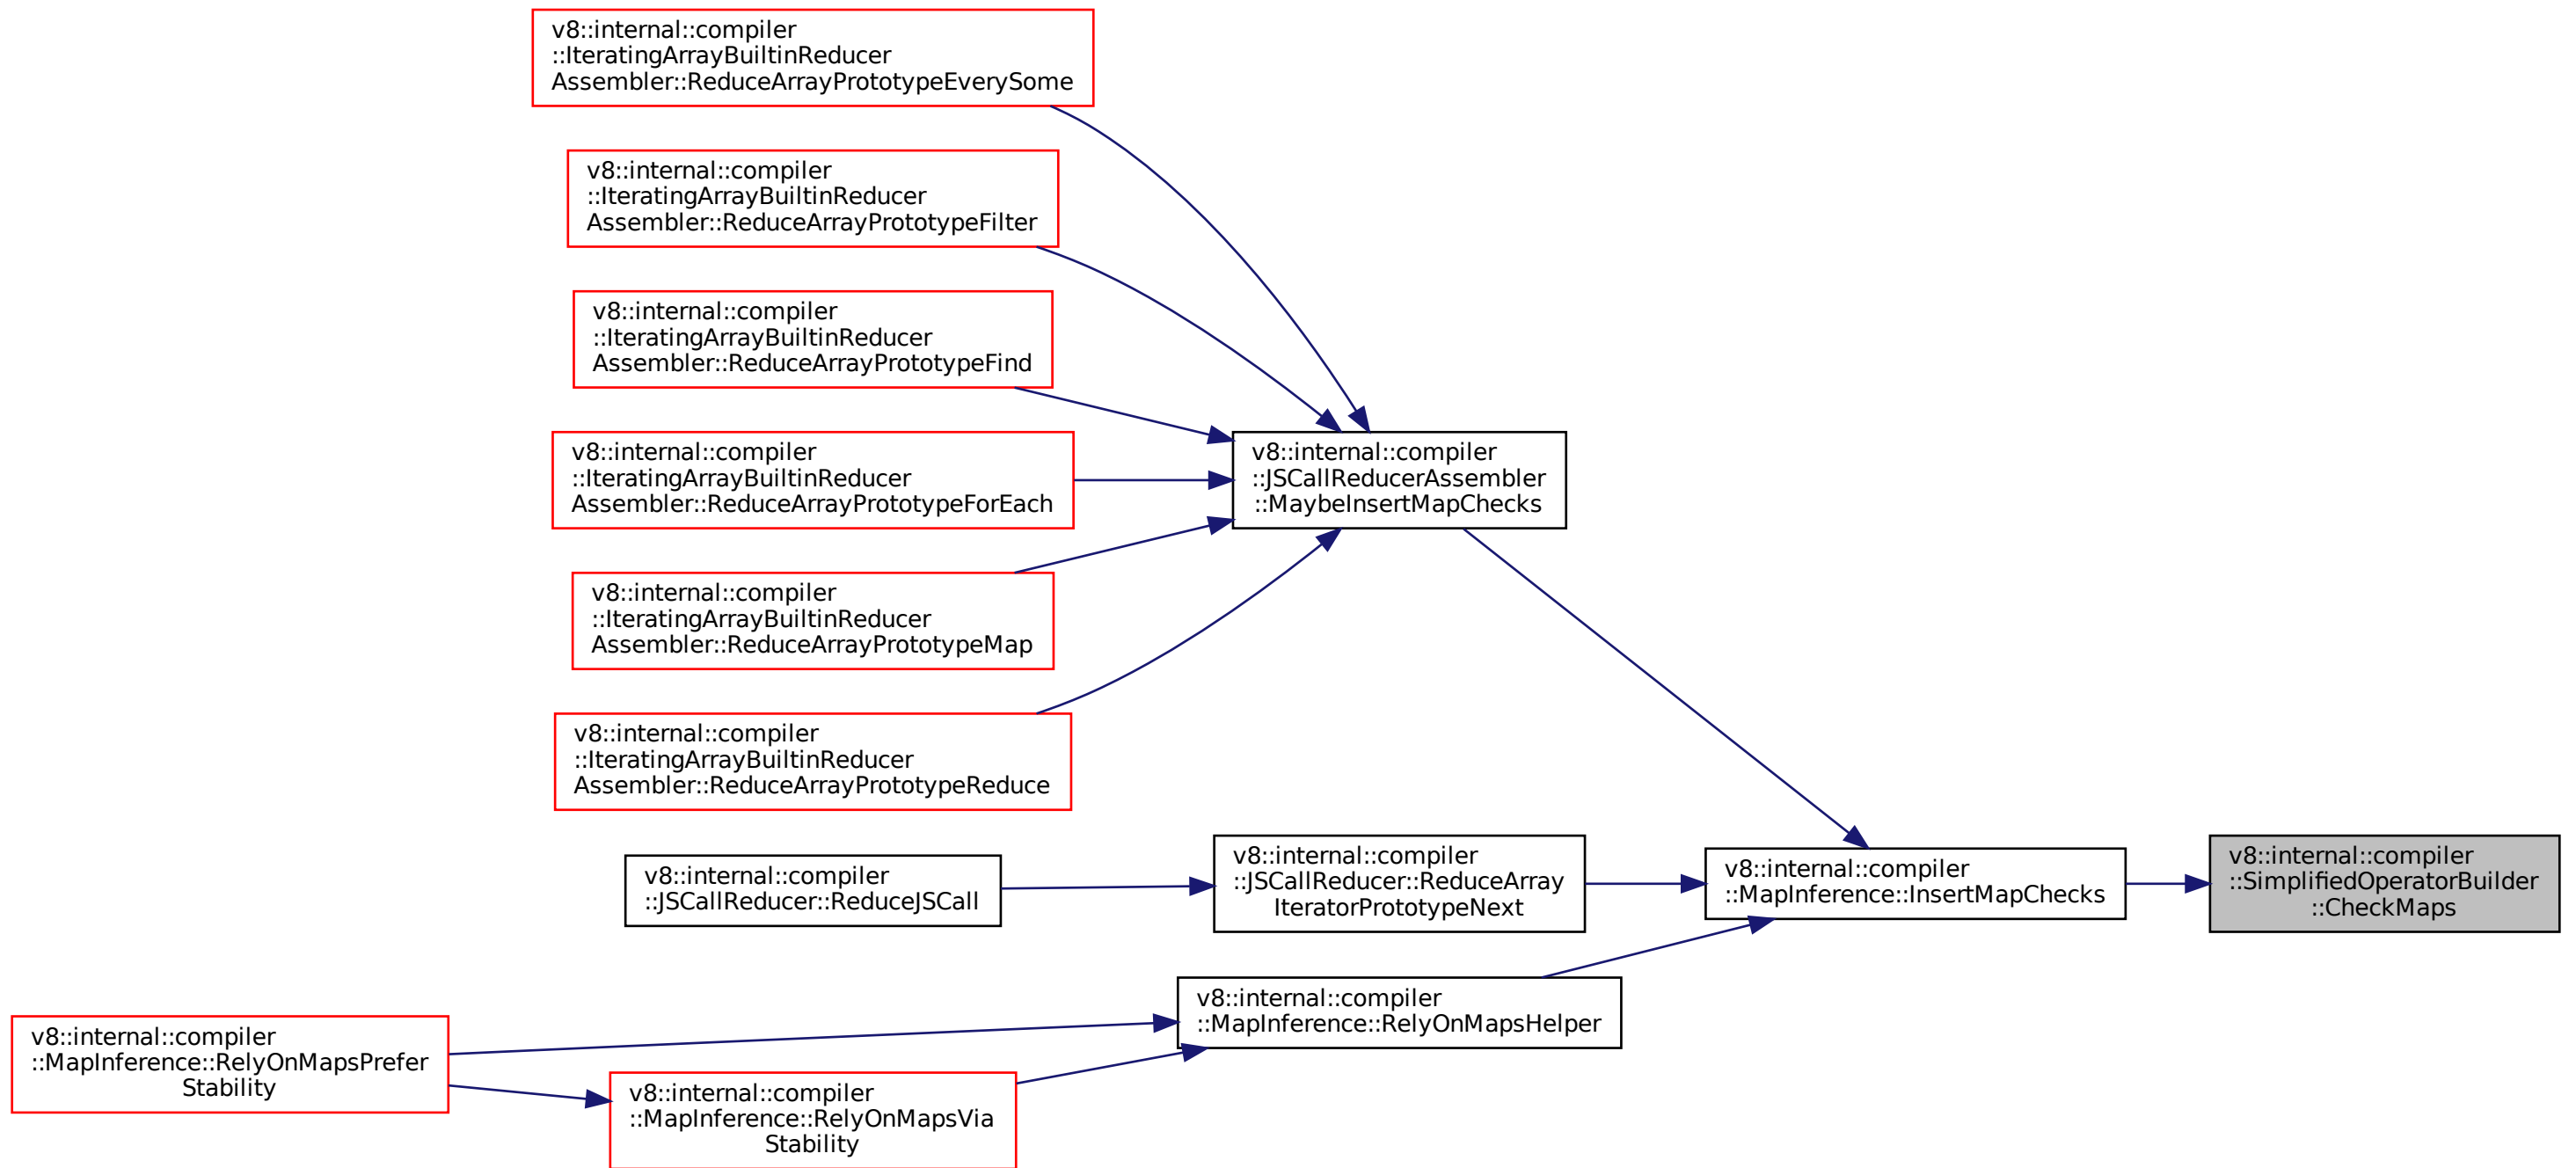 v8::internal::compiler
::IteratingArrayBuiltinReducer
Assembler::ReduceArrayPrototypeEverySome
v8::internal::compiler
::IteratingArrayBuiltinReducer
Assembler::ReduceArrayPrototypeFilter
v8::internal::compiler
::IteratingArrayBuiltinReducer
Assembler::ReduceArrayPrototypeFind
v8::internal::compiler
::IteratingArrayBuiltinReducer
Assembler::ReduceArrayPrototypeForEach
v8::internal::compiler
::JSCallReducerAssembler
::MaybeInsertMapChecks
v8::internal::compiler
::IteratingArrayBuiltinReducer
Assembler::ReduceArrayPrototypeMap
v8::internal::compiler
::IteratingArrayBuiltinReducer
Assembler::ReduceArrayPrototypeReduce
v8::internal::compiler
::JSCallReducer::ReduceJSCall
v8::internal::compiler
::JSCallReducer::ReduceArray
IteratorPrototypeNext
v8::internal::compiler
::MapInference::InsertMapChecks
v8::internal::compiler
::SimplifiedOperatorBuilder
::CheckMaps
v8::internal::compiler
::MapInference::RelyOnMapsHelper
v8::internal::compiler
::MapInference::RelyOnMapsPrefer
Stability
v8::internal::compiler
::MapInference::RelyOnMapsVia
Stability